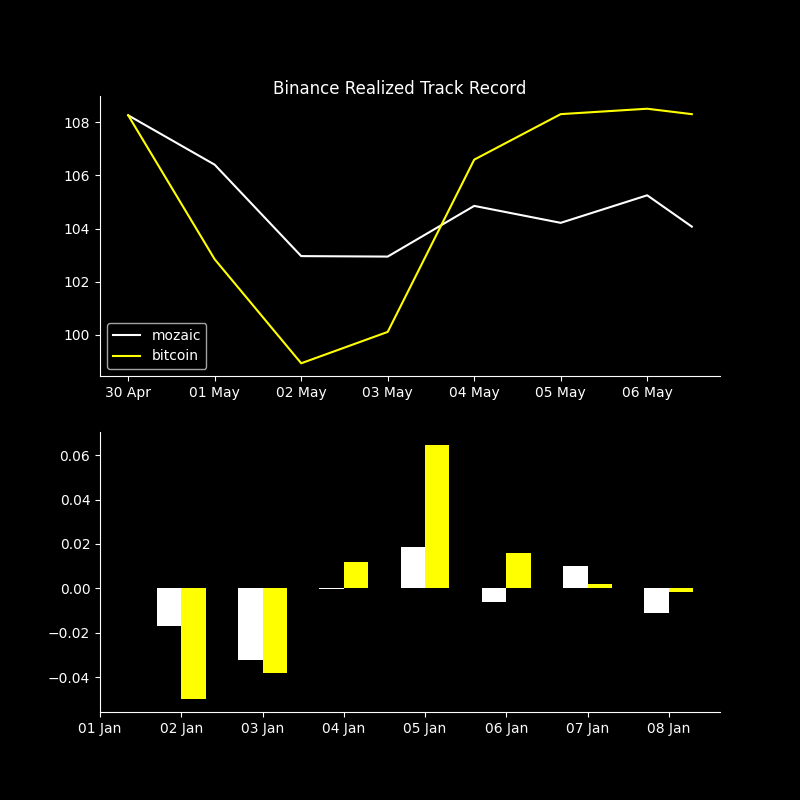 Binance Realized Track Record
108
106
104
102
100
mozaic
bitcoin
30 Apr 01 May 02 May 03 May 04 May 05 May 06 May
0.06
0.04
0.02
0.00
−0.02
−0.04
01 Jan 02 Jan 03 Jan 04 Jan 05 Jan 06 Jan 07 Jan 08 Jan